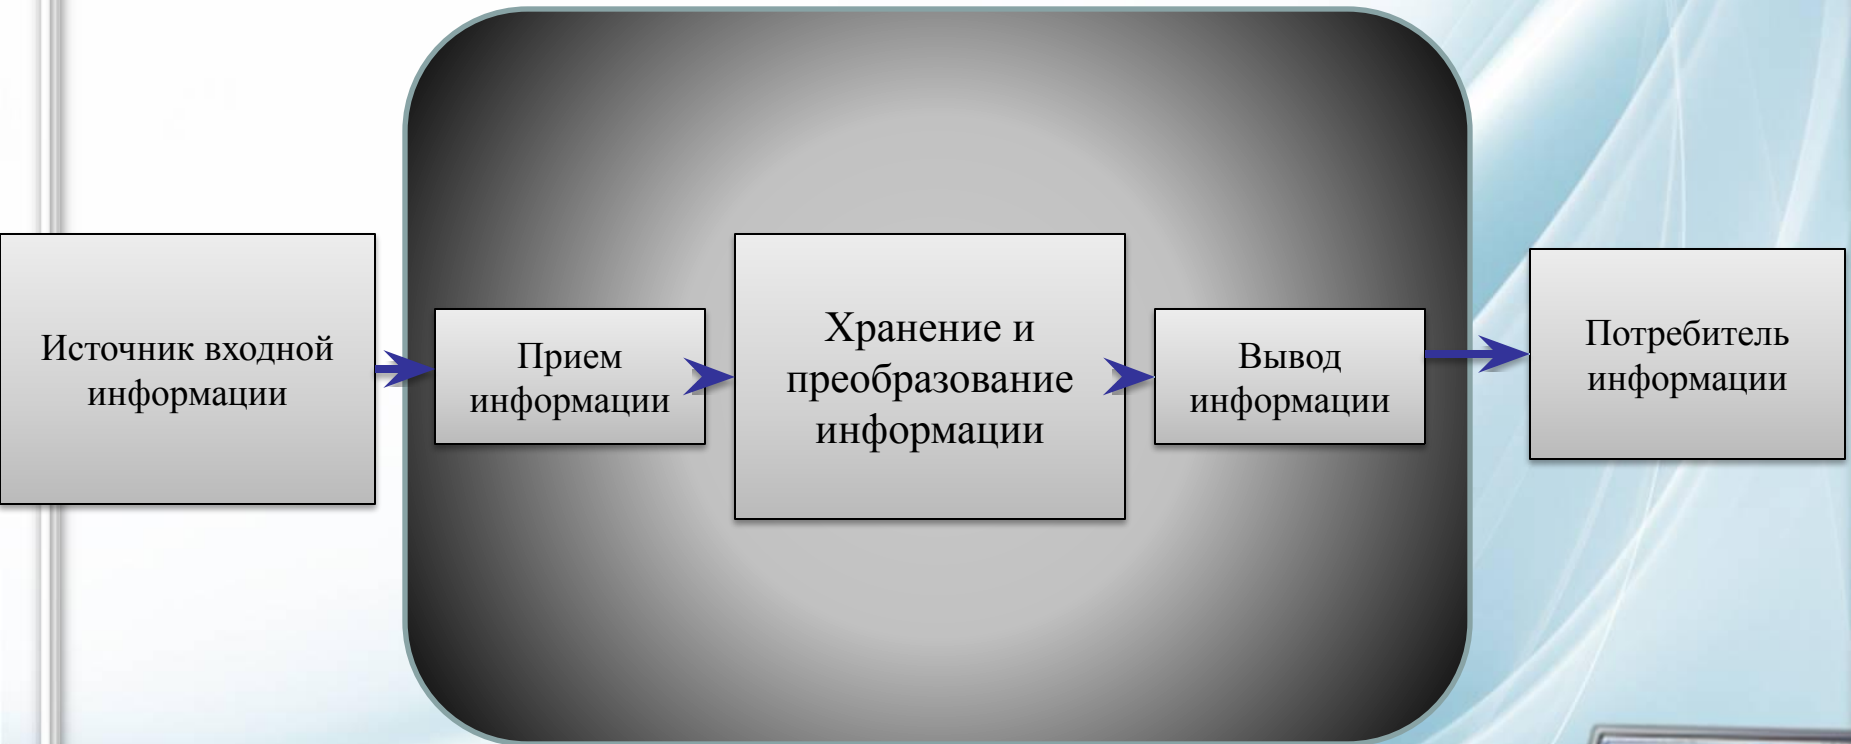 Источник входной
информации
Прием
информации
Хранение и
преобразование
информации
Вывод
информации
Потребитель
информации